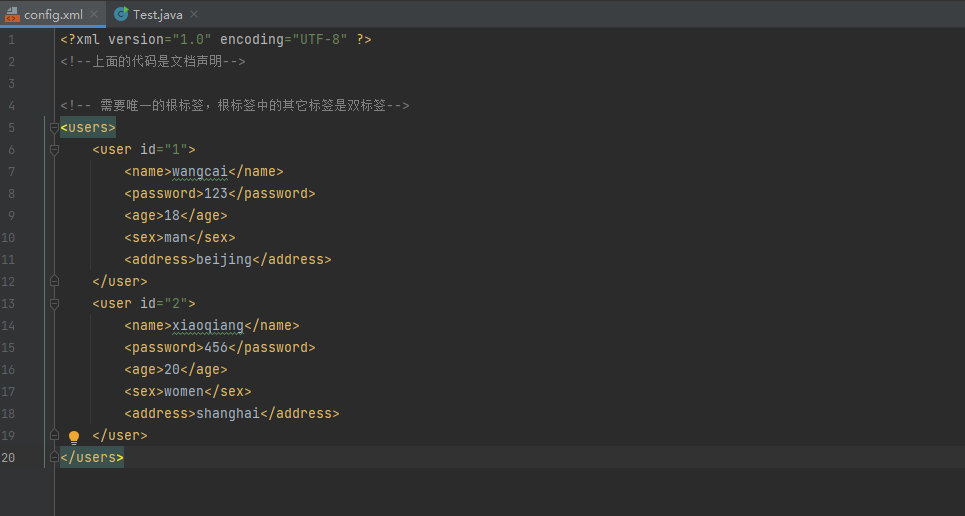 config.xml Test.java
1 <?xml version="1.0" encoding="UTF-8" ?>
2 <!--上面的代码是文档声明-->
3
4 <!-- 需要唯一的根标签，根标签中的其它标签是双标签-->
5 <users>
6     <user id="1">
7         <name>wangcai</name>
8         <password>123</password>
9         <age>18</age>
10         <sex>man</sex>
11         <address>beijing</address>
12     </user>
13     <user id="2">
14         <name>xiaoqiang</name>
15         <password>456</password>
16         <age>20</age>
17         <sex>women</sex>
18         <address>shanghai</address>
19     </user>
20 </users>